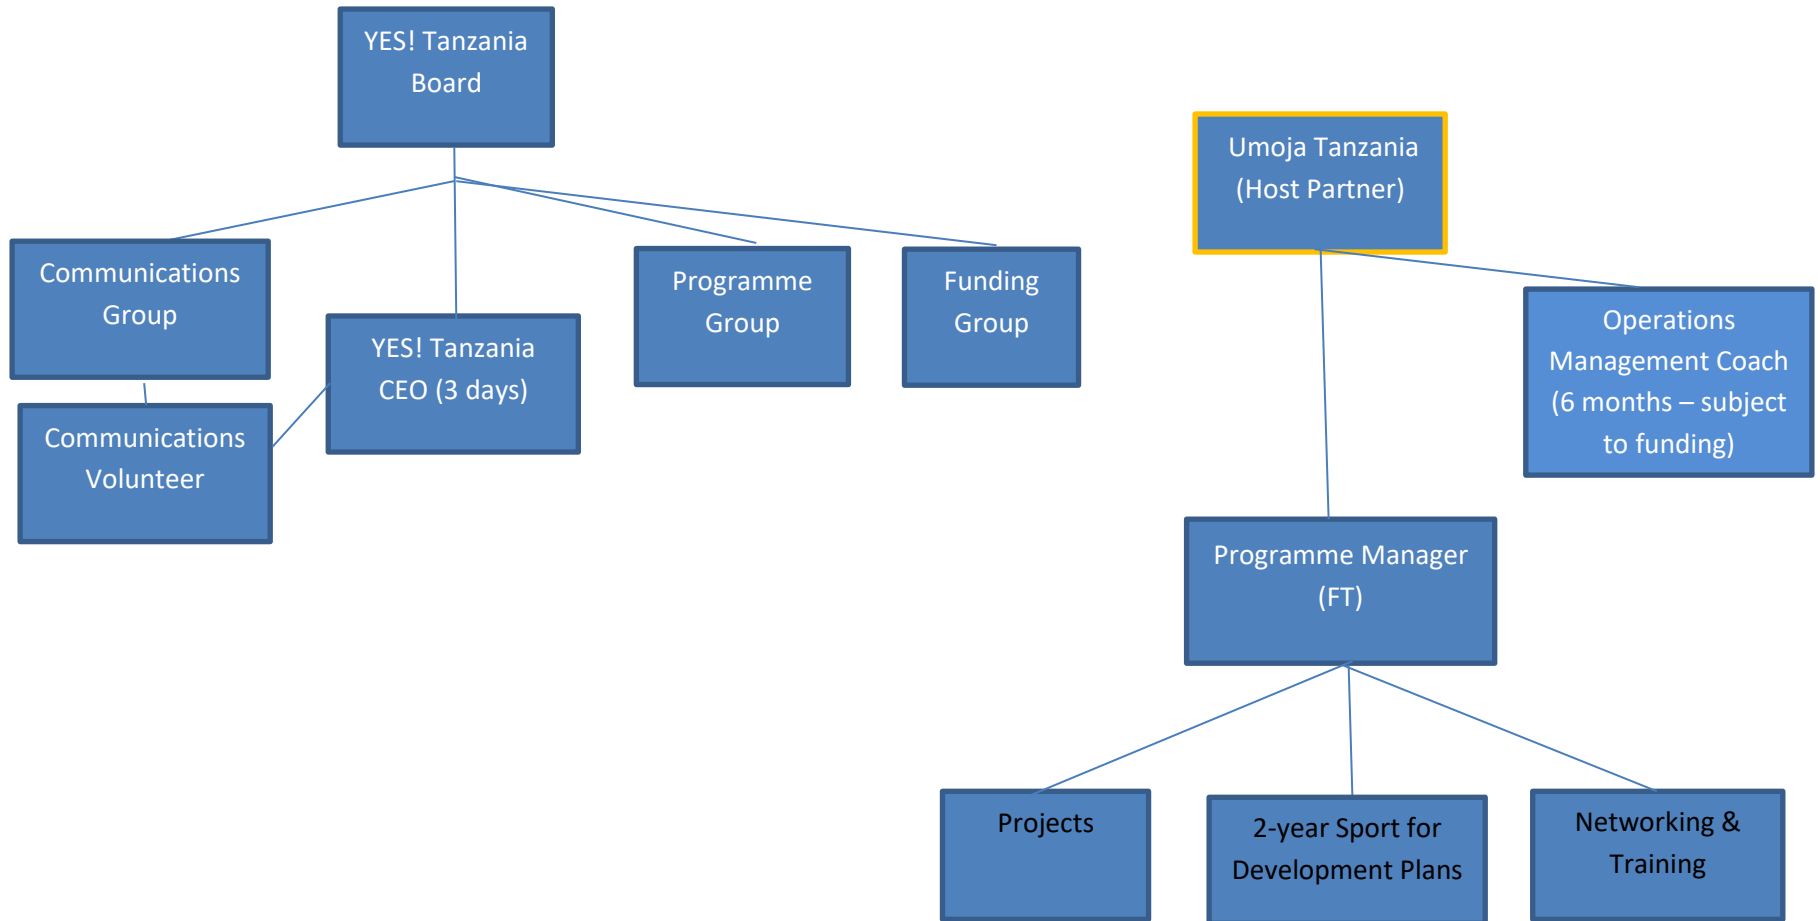 YES! Tanzania
Board
Umoja Tanzania
(Host Partner)
Communications
Group
YES! Tanzania
CEO (3 days)
Programme
Group
Funding
Group
Operations
Management Coach
(6 months – subject
to funding)
Communications
Volunteer
Programme Manager
(FT)
Projects
2-year Sport for
Development Plans
Networking &
Training